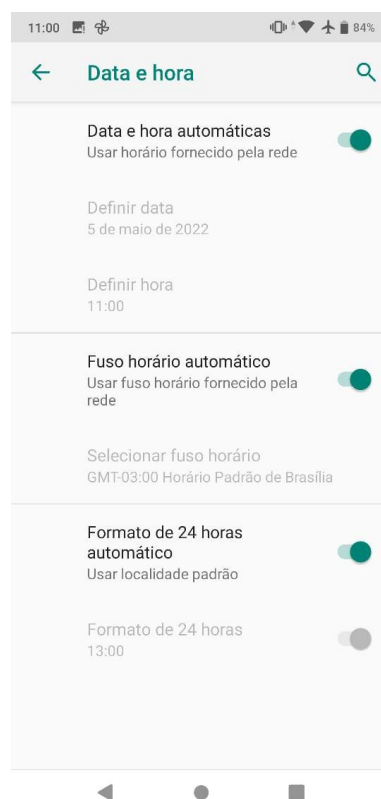 11:00
84%
Data e hora
Data e hora automáticas
Usar horário fornecido pela rede
Definir data
5 de maio de 2022
Definir hora
11:00
Fuso horário automático
Usar fuso horário fornecido pela
rede
Selecionar fuso horário
GMT-03:00 Horário Padrão de Brasília
Formato de 24 horas
automático
Usar localidade padrão
Formato de 24 horas
13:00